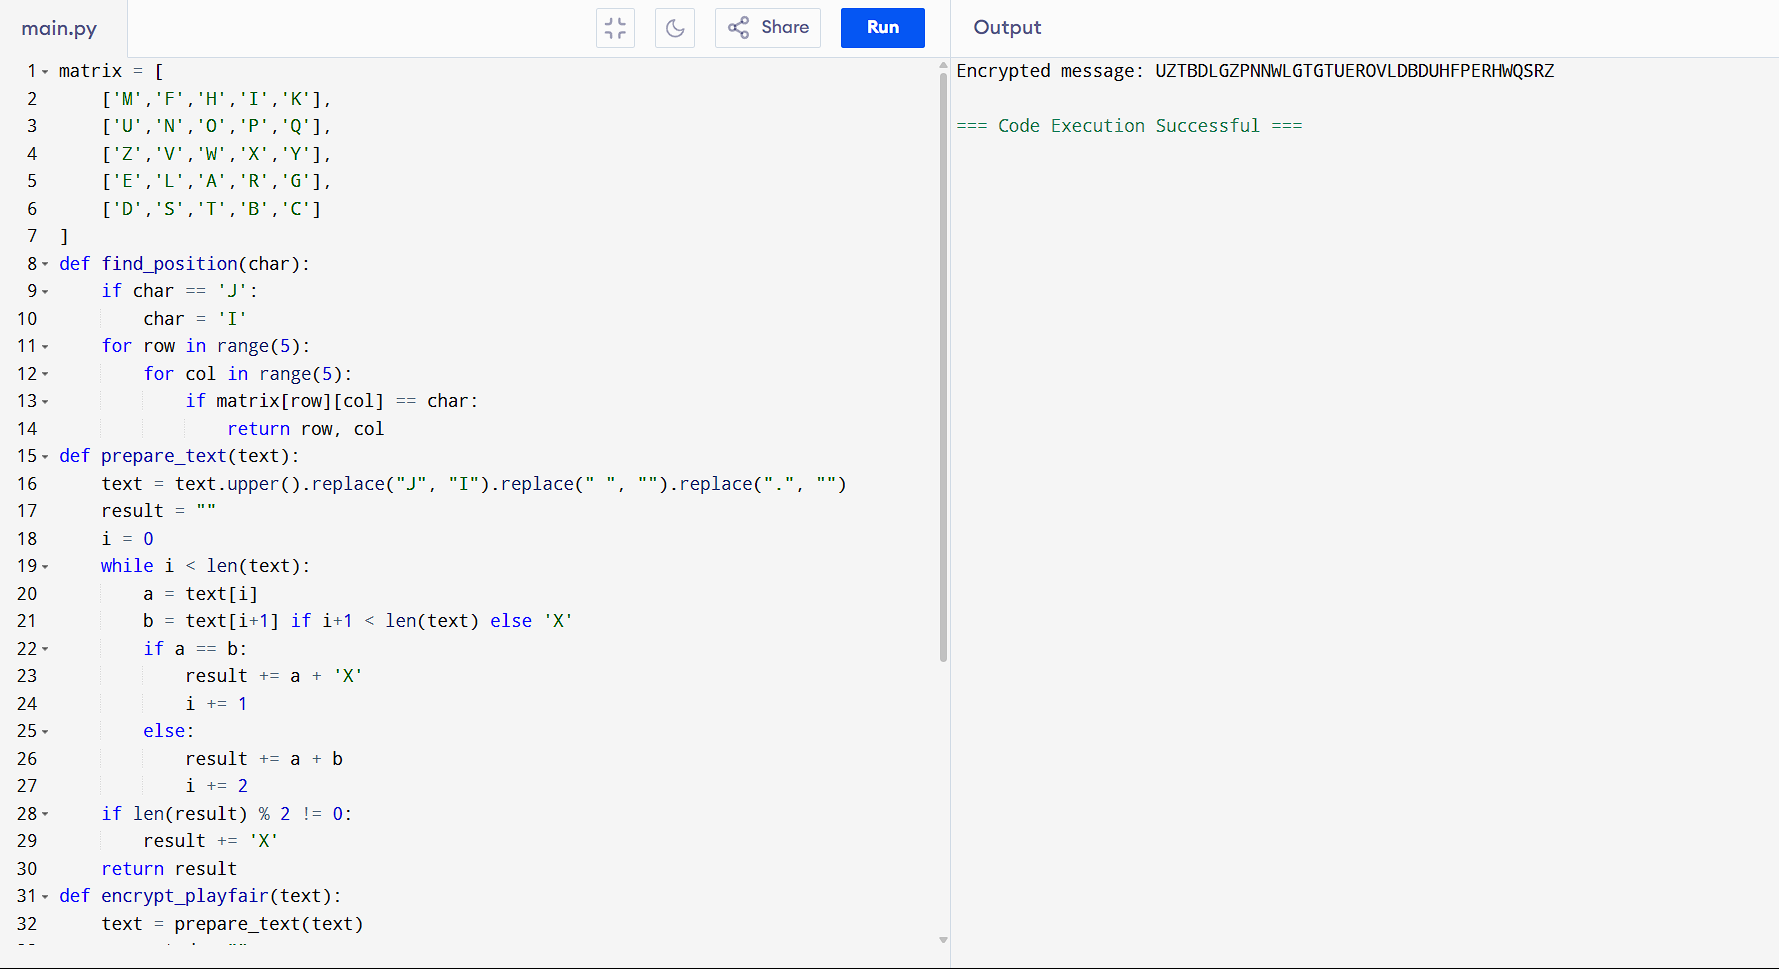 main.py
Share
Run
Output
1 matrix = [
2     ['M','F','H','I','K'],
3     ['U','N','O','P','Q'],
4     ['Z','V','W','X','Y'],
5     ['E','L','A','R','G'],
6     ['D','S','T','B','C']
7 ]
8 def find_position(char):
9     if char == 'J':
10         char = 'I'
11     for row in range(5):
12         for col in range(5):
13             if matrix[row][col] == char:
14                 return row, col
15 def prepare_text(text):
16     text = text.upper().replace("J", "I").replace(" ", "").replace(".", "")
17     result = ""
18     i = 0
19     while i < len(text):
20         a = text[i]
21         b = text[i+1] if i+1 < len(text) else 'X'
22         if a == b:
23             result += a + 'X'
24             i += 1
25         else:
26             result += a + b
27             i += 2
28     if len(result) % 2 != 0:
29         result += 'X'
30     return result
31 def encrypt_playfair(text):
32     text = prepare_text(text)
Encrypted message: UZTBDLGZPNNWLGTGTUEROVLDBDUHFPERHWQSRZ
=== Code Execution Successful ===